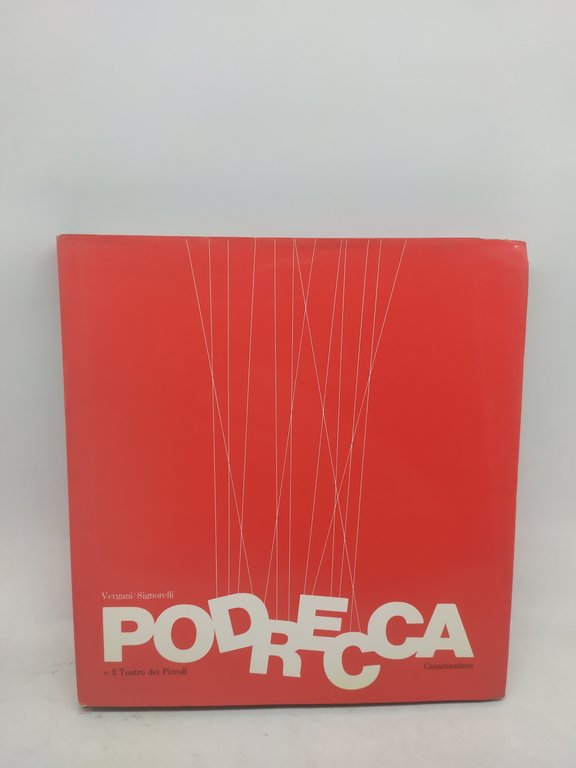 Vergani/Signorelli
PODRECCA
e il Teatro dei Piccoli
Casamassima